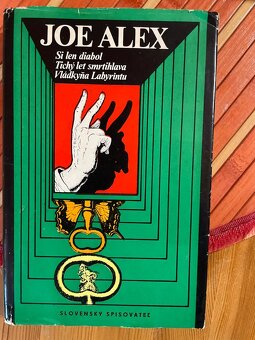 JOE ALEX
Si len diabol
Tichý let smrtihlava
Vládkyňa Labyrintu
SLOVENSKÝ SPISOVATEĽ